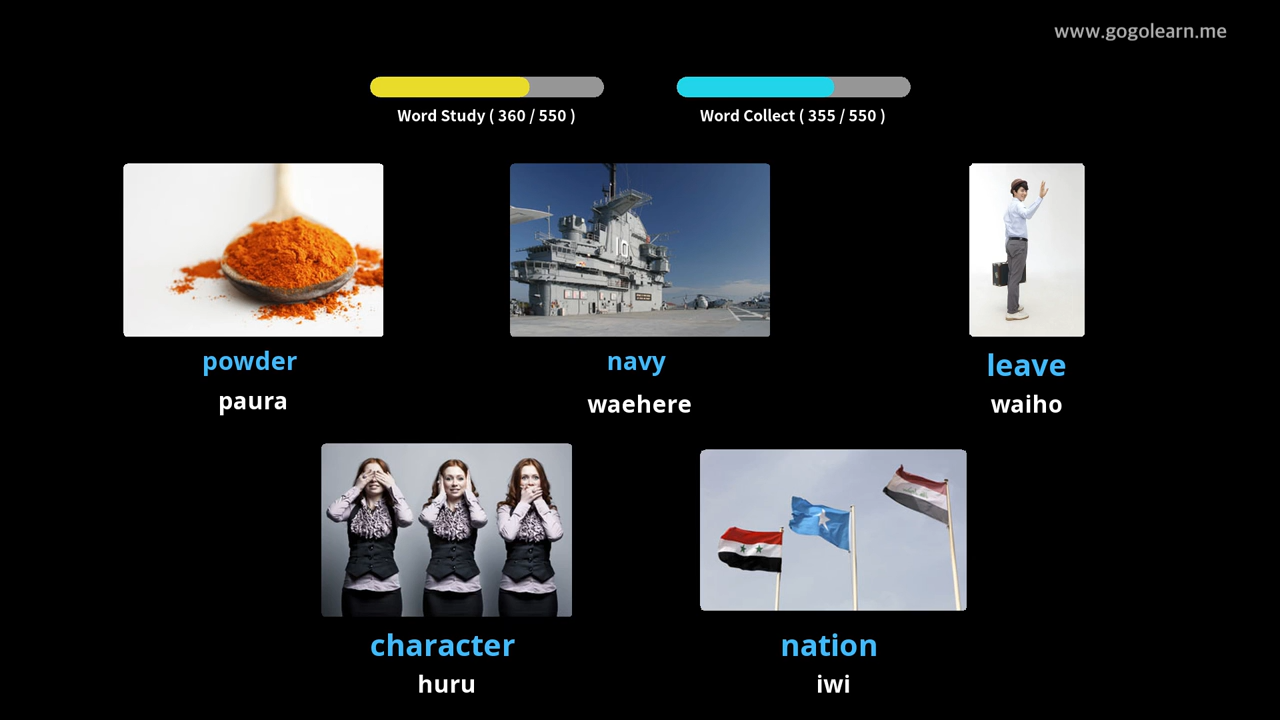 www.gogolearn.me
Word Study ( 360 / 550 )
Word Collect ( 355 / 550 )
powder
paura
navy
waehere
leave
waiho
character
huru
nation
iwi
10